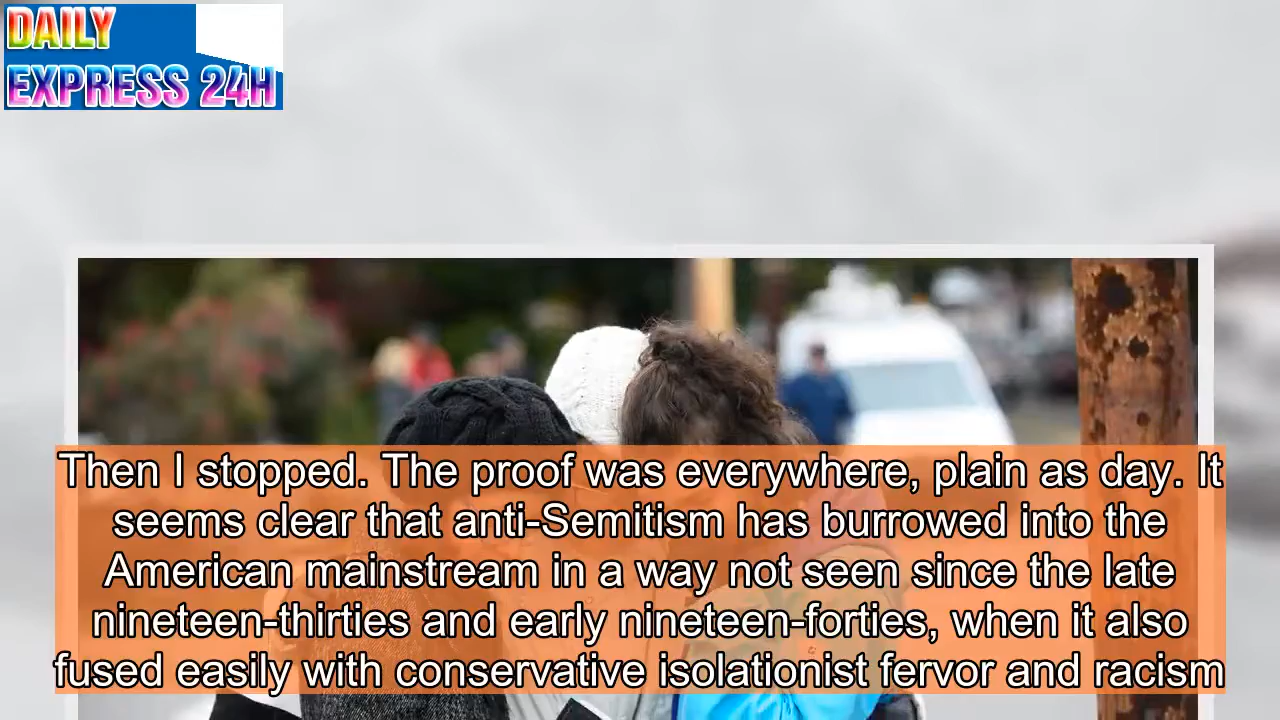 DAILY
EXPRESS 24H
Then I stopped. The proof was everywhere, plain as day. It
seems clear that anti-Semitism has burrowed into the
American mainstream in a way not seen since the late
nineteen-thirties and early nineteen-forties, when it also
fused easily with conservative isolationist fervor and racism